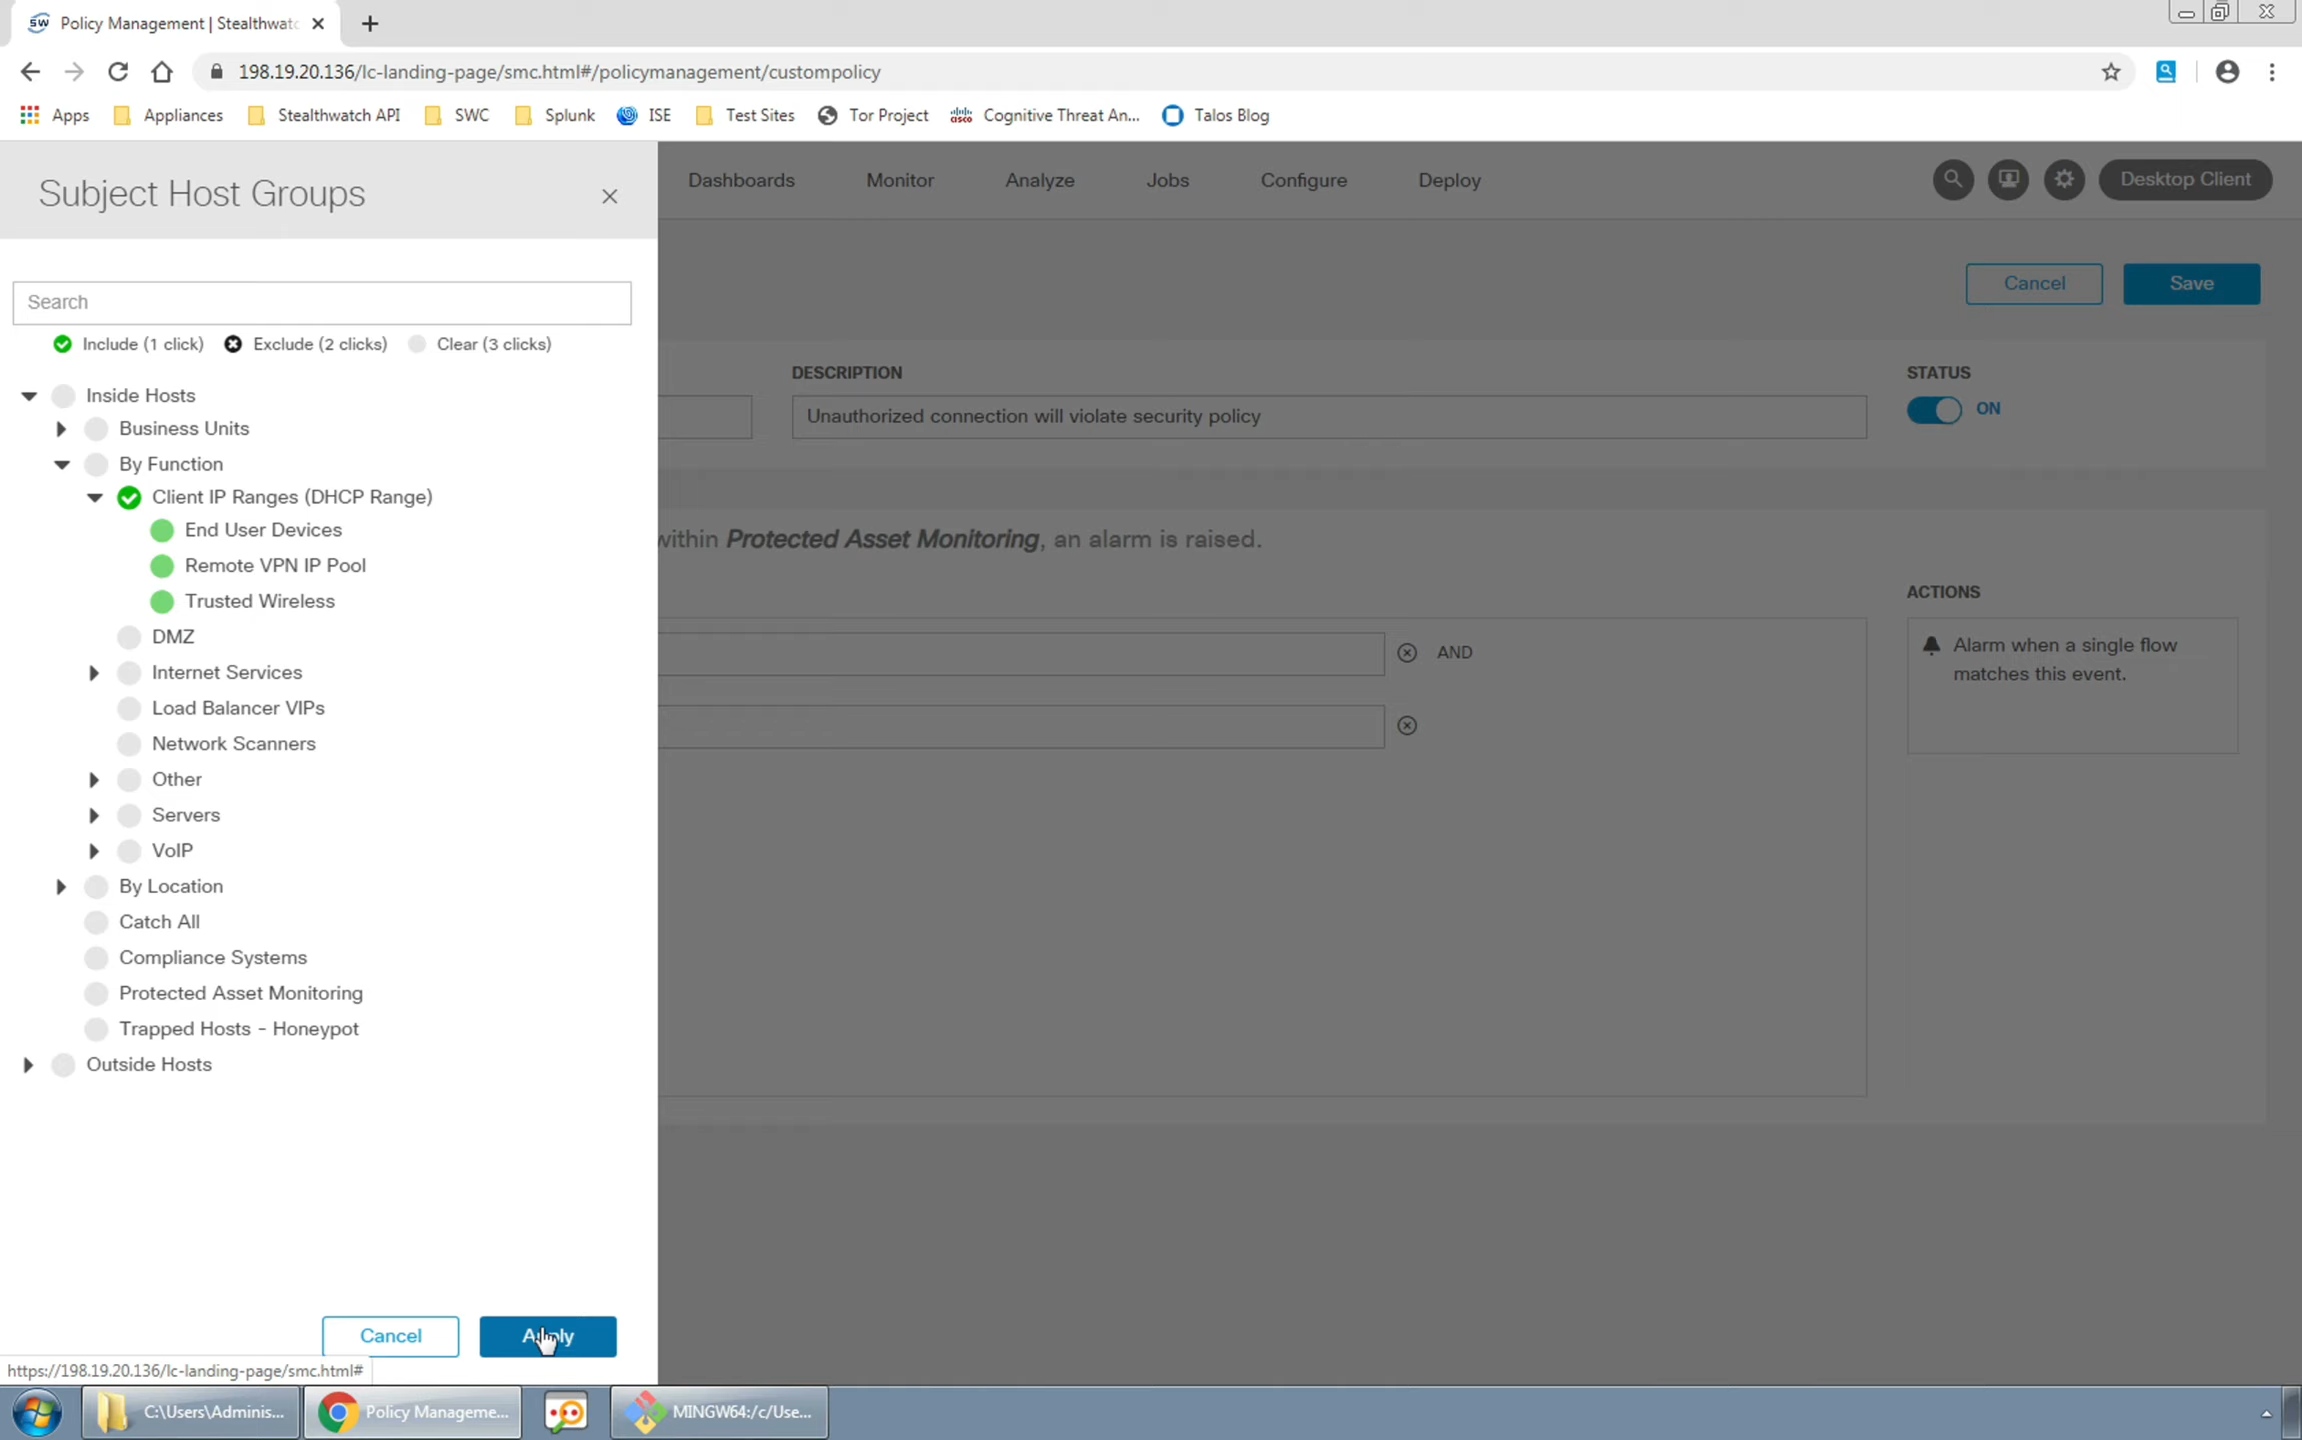 Policy Management | Stealthwatc
198.19.20.136/lc-landing-page/smc.html#/policymanagement/custompolicy
Apps Appliances Stealthwatch API SWC Splunk ISE Test Sites Tor Project Cognitive Threat An... Talos Blog
Subject Host Groups
Dashboards Monitor Analyze Jobs Configure Deploy Desktop Client
Cancel Save
Search
Include (1 click) Exclude (2 clicks) Clear (3 clicks)
DESCRIPTION STATUS
Unauthorized connection will violate security policy ON
Inside Hosts
Business Units
By Function
Client IP Ranges (DHCP Range)
End User Devices
Remote VPN IP Pool
Trusted Wireless
DMZ
Internet Services
Load Balancer VIPs
Network Scanners
Other
Servers
VoIP
By Location
Catch All
Compliance Systems
Protected Asset Monitoring
Trapped Hosts - Honeypot
Outside Hosts
within Protected Asset Monitoring, an alarm is raised.
ACTIONS
Alarm when a single flow
matches this event.
AND
Cancel Apply
https://198.19.20.136/lc-landing-page/smc.html#
C:\Users\Adminis... Policy Manageme... MINGW64:/c/Use...